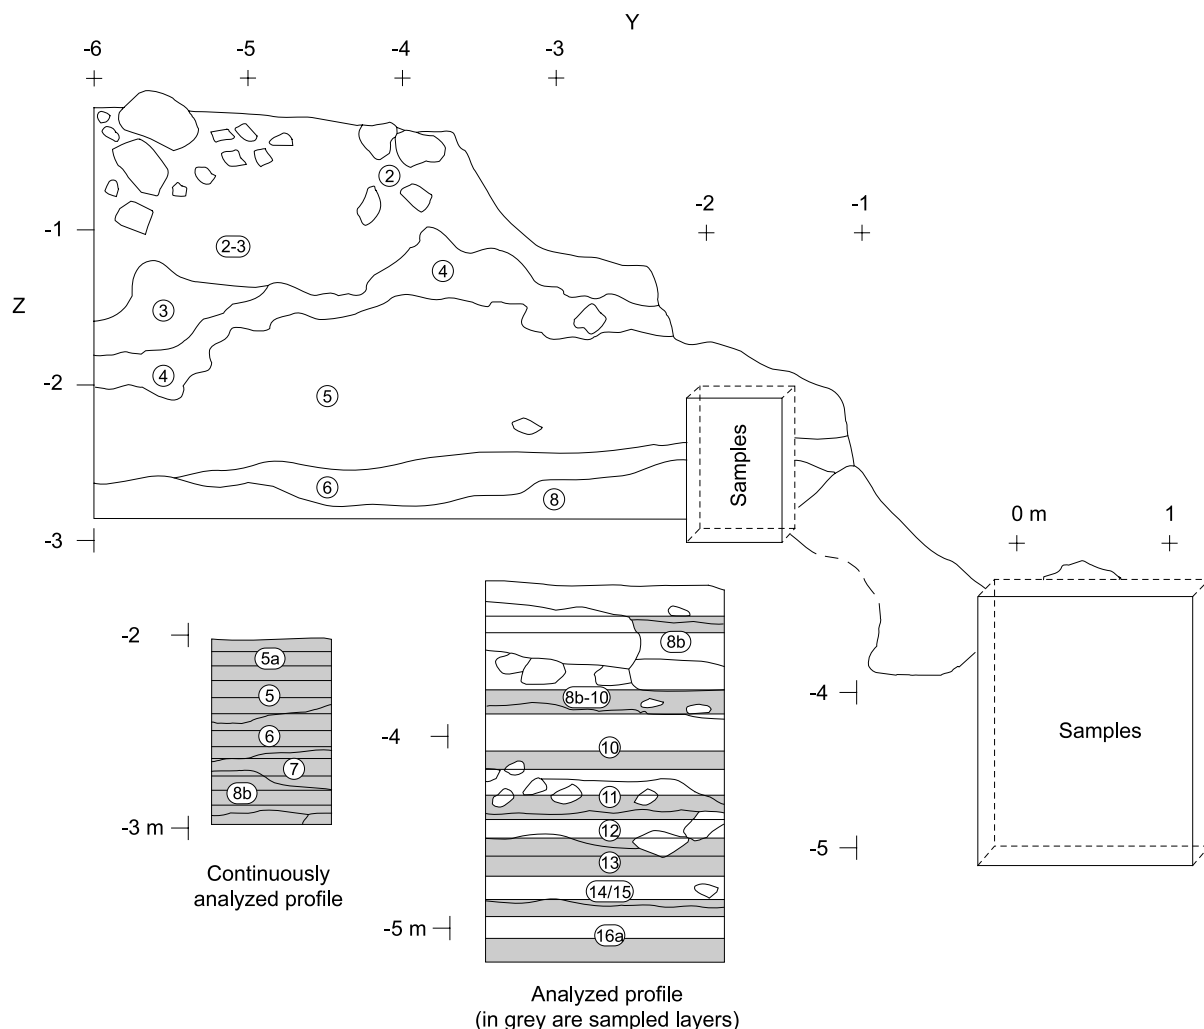 Y
-6
-5
-4
-3
2
-2
-1
-1
2-3
4
Z
3
4
-2
5
Samples
6
8
0 m
1
-3
-2
8b
5a
8b-10
-4
5
Samples
-4
6
10
7
8b
11
-3 m
12
-5
13
Continuously
analyzed profile
14/15
-5 m
16a
Analyzed profile
(in grey are sampled layers)